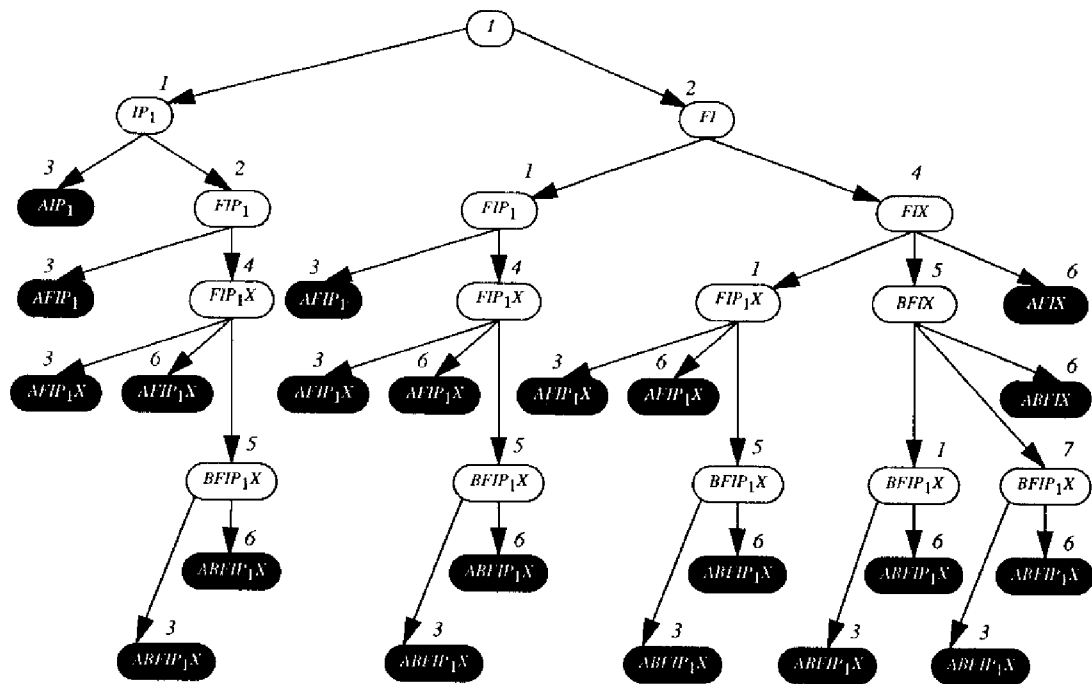 I
1
2
IP1
FI
3
2
1
4
AIP1
FIP1
FIP1
FIX
3
4
3
4
1
5
6
AFIP1
FIP1X
AFIP1
FIP1X
FIP1X
BFIX
AFIX
3
6
3
6
3
6
6
AFIP1X
AFIP1X
AFIP1X
AFIP1X
AFIP1X
AFIP1X
ABFIX
5
5
5
1
7
BFIP1X
BFIP1X
BFIP1X
BFIP1X
BFIP1X
6
6
6
6
6
ABFIP1X
ABFIP1X
ABFIP1X
ABFIP1X
ABFIP1X
3
3
3
3
3
ABFIP1X
ABFIP1X
ABFIP1X
ABFIP1X
ABFIP1X